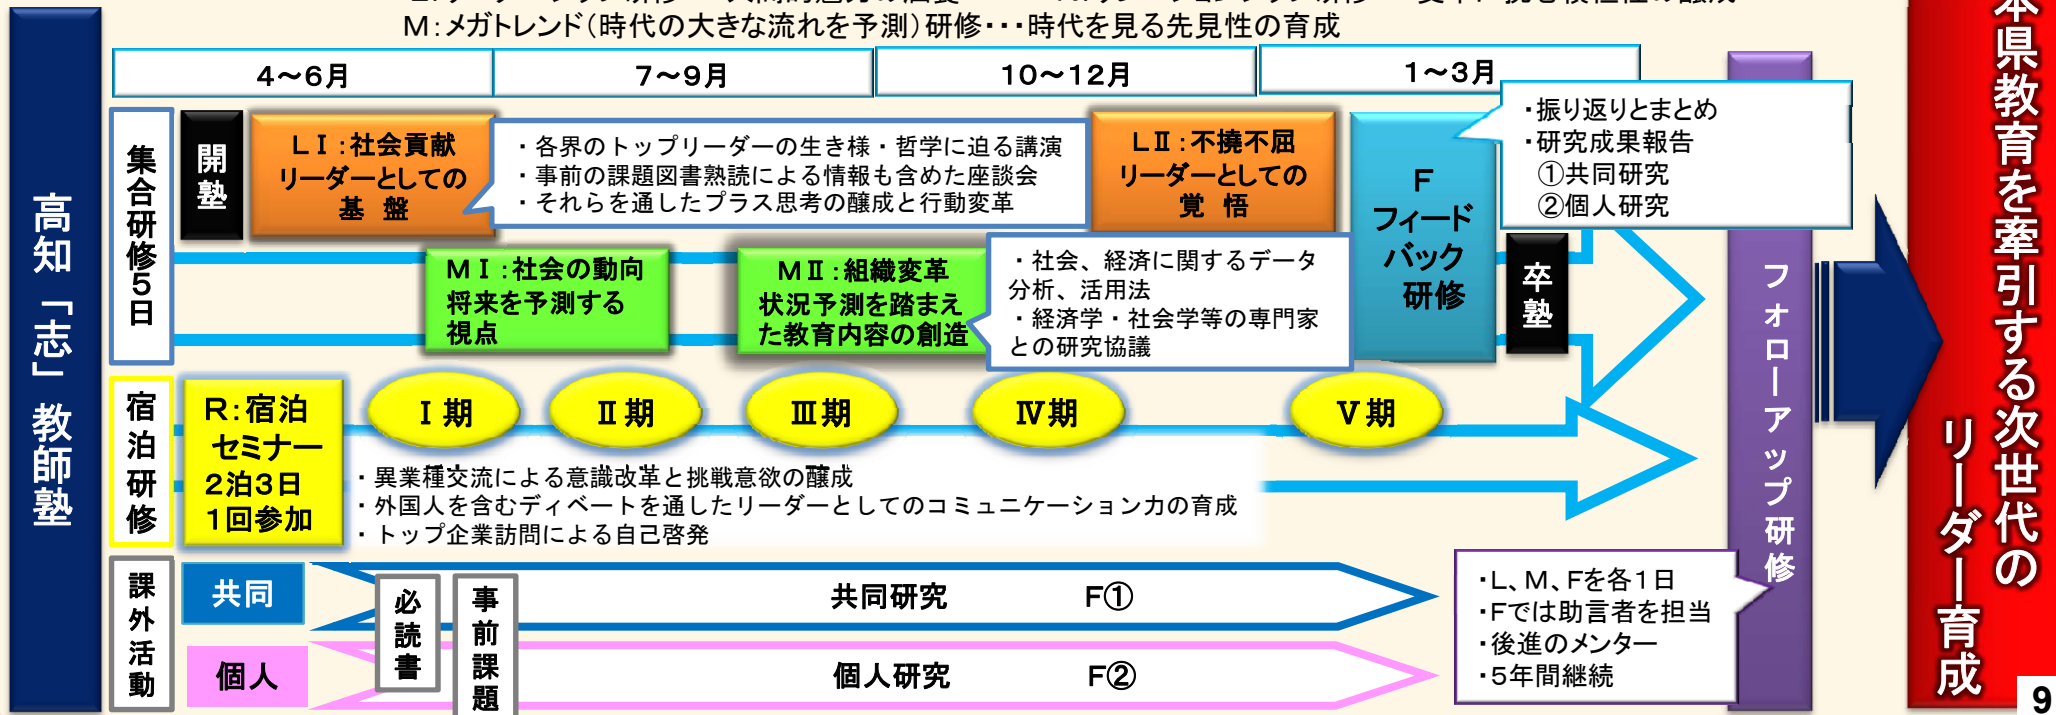 M:メガトレンド(時代の大きな流れを予測)研修・・・時代を見る先見性の育成
4～6月
7～9月
10～12月
1～3月
高知「志」教師塾
集合研修5日
開塾
LⅠ:社会貢献
リーダーとしての
基 盤
・各界のトップリーダーの生き様・哲学に迫る講演
・事前の課題図書熟読による情報も含めた座談会
・それらを通したプラス思考の醸成と行動変革
LⅡ:不撓不屈
リーダーとしての
覚 悟
F
フィード
バック
研修
・振り返りとまとめ
・研究成果報告
①共同研究
②個人研究
MⅠ:社会の動向
将来を予測する
視点
MⅡ:組織変革
状況予測を踏まえ
た教育内容の創造
・社会、経済に関するデータ
分析、活用法
・経済学・社会学等の専門家
との研究協議
卒塾
宿泊研修
R:宿泊
セミナー
2泊3日
1回参加
Ⅰ期
Ⅱ期
Ⅲ期
Ⅳ期
Ⅴ期
・異業種交流による意識改革と挑戦意欲の醸成
・外国人を含むディベートを通したリーダーとしてのコミュニケーション力の育成
・トップ企業訪問による自己啓発
課外活動
共同
個人
必読書
事前課題
共同研究 F①
個人研究 F②
・L、M、Fを各1日
・Fでは助言者を担当
・後進のメンター
・5年間継続
フォローアップ研修
本県教育を牽引する次世代の
リーダー育成
9